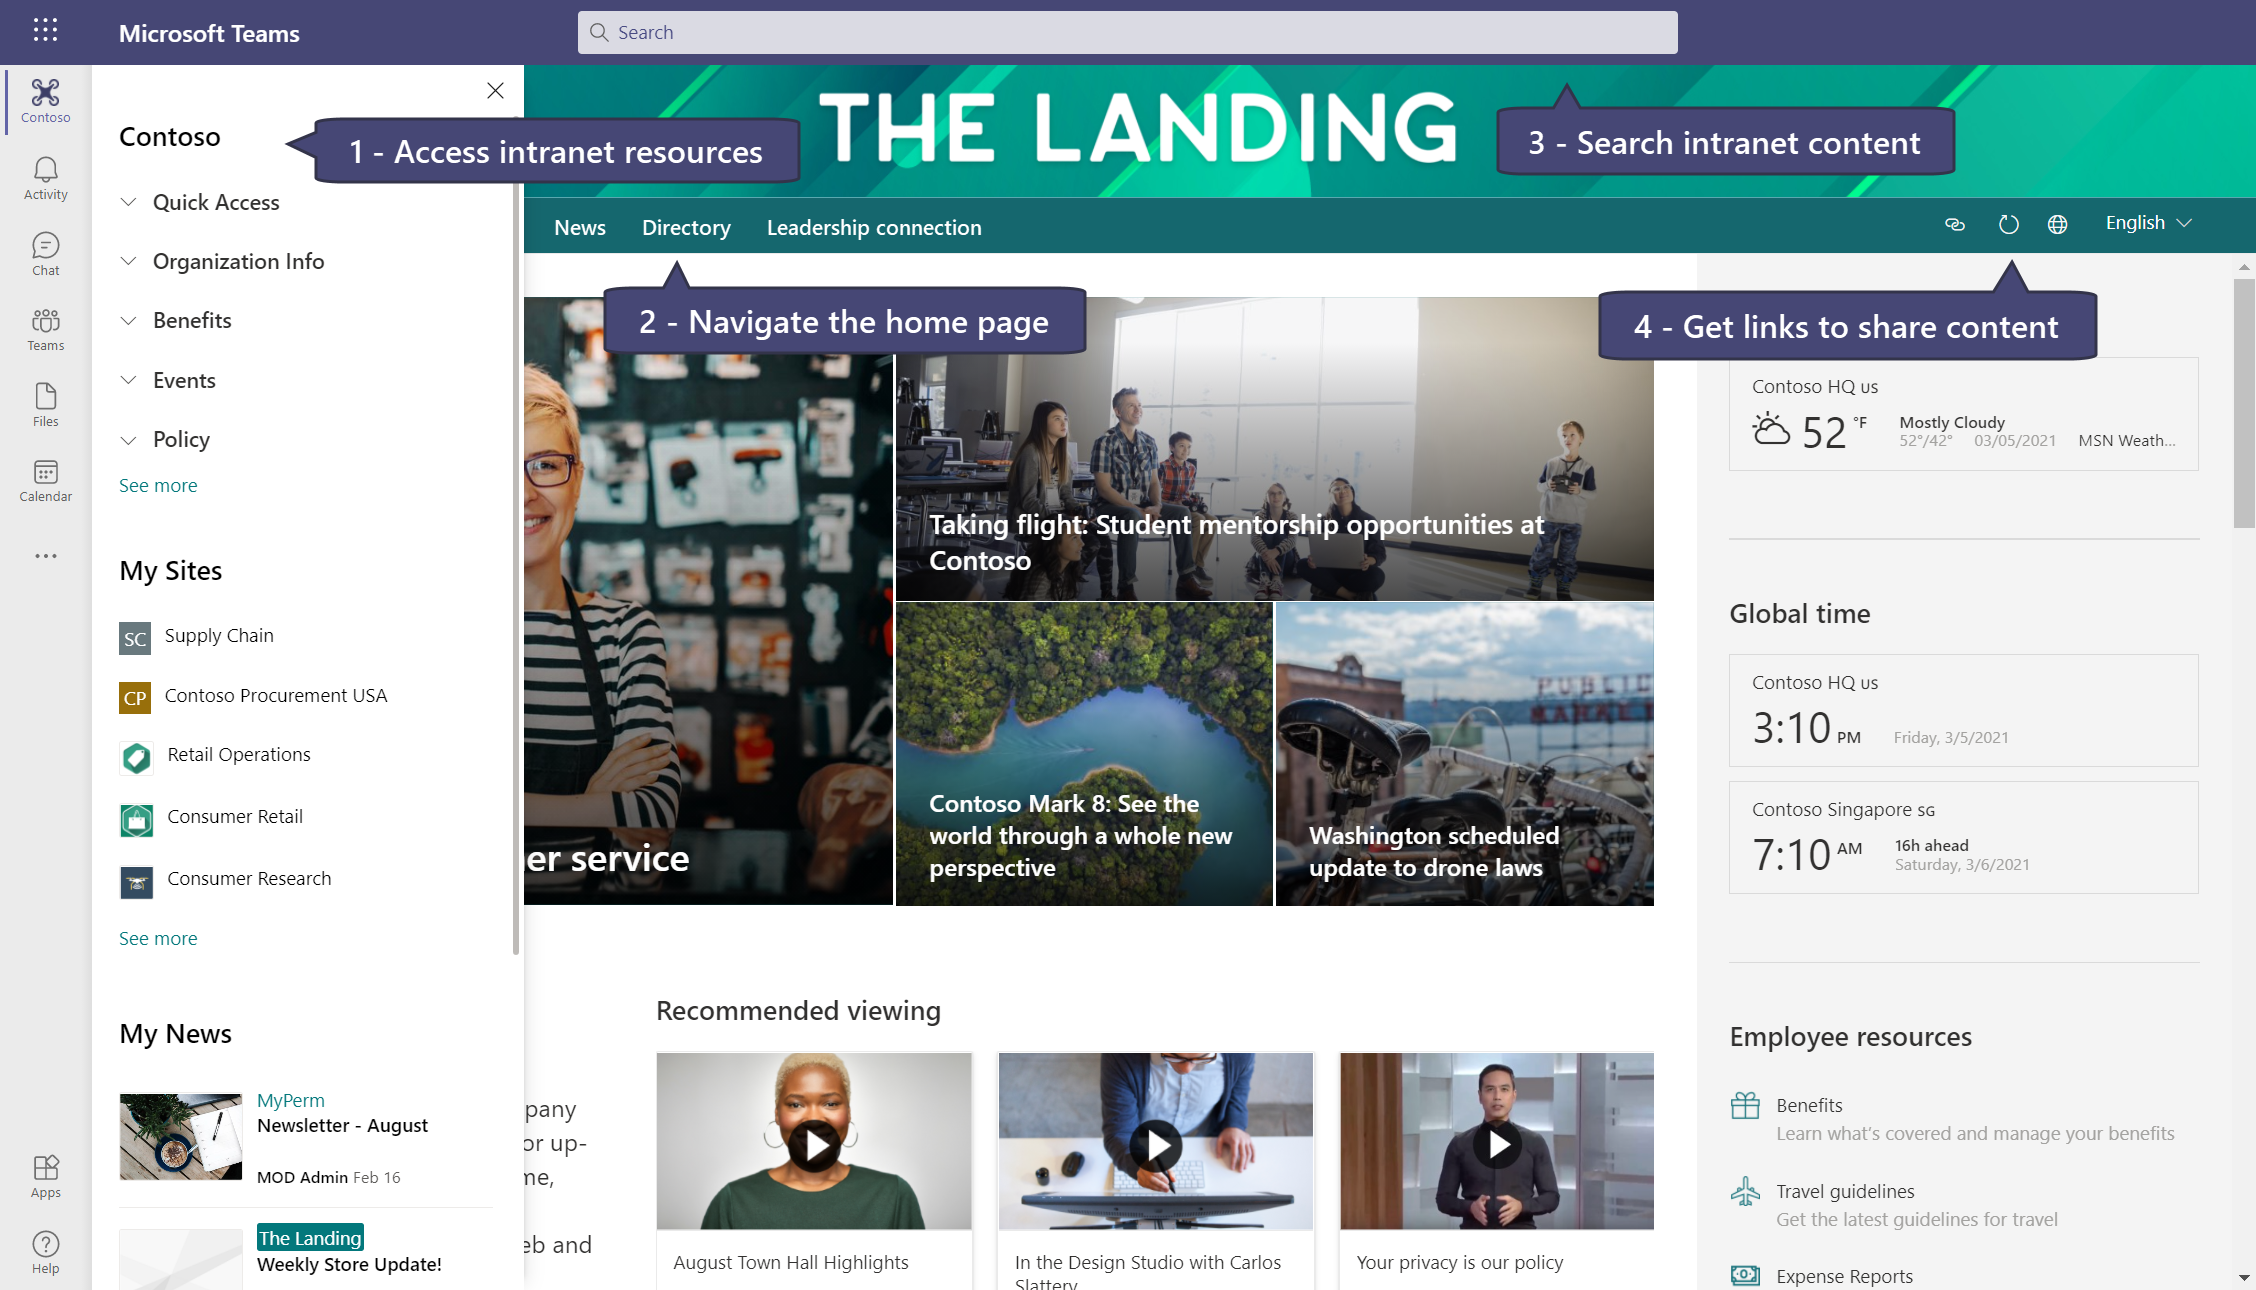 Microsoft Teams
Search
Contoso
Activity
Chat
Teams
Files
Calendar
Apps
Help
Contoso
Quick Access
Organization Info
Benefits
Events
Policy
See more
My Sites
SC Supply Chain
CP Contoso Procurement USA
Retail Operations
Consumer Retail
Consumer Research
See more
My News
MyPerm
Newsletter - August
MOD Admin Feb 16
The Landing
Weekly Store Update!
1 - Access intranet resources
THE LANDING
3 - Search intranet content
News Directory Leadership connection
English
2 - Navigate the home page
4 - Get links to share content
er service
Taking flight: Student mentorship opportunities at
Contoso
Contoso Mark 8: See the
world through a whole new
perspective
PUBLIC
MARKET
Washington scheduled
update to drone laws
pany
or up-
me,
eb and
Recommended viewing
August Town Hall Highlights
In the Design Studio with Carlos
Slattery
Your privacy is our policy
Contoso HQ us
52 °F
Mostly Cloudy
52°/42° 03/05/2021 MSN Weath...
Global time
Contoso HQ us
3:10 PM Friday, 3/5/2021
Contoso Singapore SG
7:10 AM
16h ahead
Saturday, 3/6/2021
Employee resources
Benefits
Learn what's covered and manage your benefits
Travel guidelines
Get the latest guidelines for travel
Expense Reports